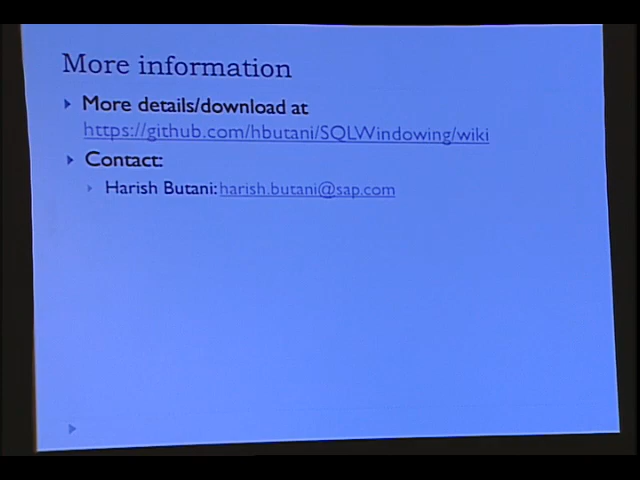 More information
More details/download at
https://github.com/hbutani/SQLWindowing/wiki
Contact:
Harish Butani: harish.butani@sap.com